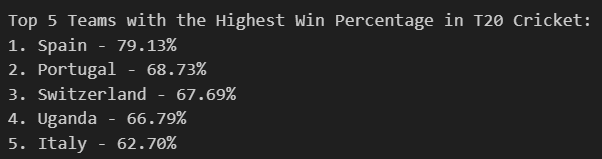 Top 5 Teams with the Highest Win Percentage in T20 Cricket:
1. Spain - 79.13%
2. Portugal - 68.73%
3. Switzerland - 67.69%
4. Uganda - 66.79%
5. Italy - 62.70%